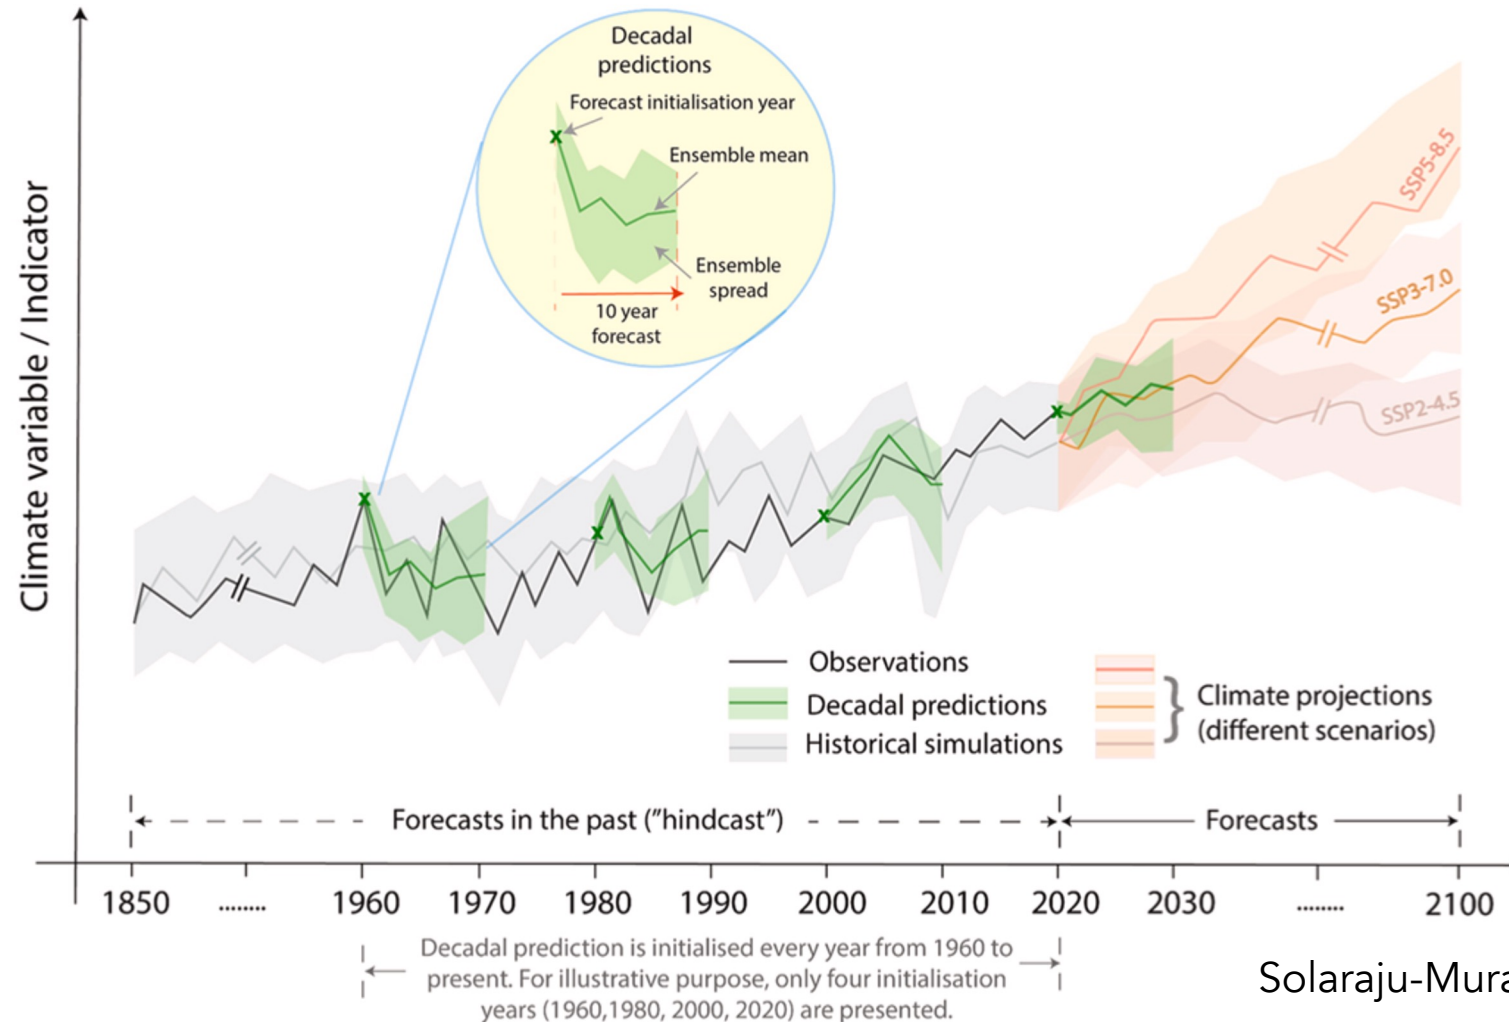 Climate variable / Indicator
Decadal
predictions
Forecast initialisation year
x
Ensemble mean
Ensemble
spread
10 year
forecast
SSP5-8.5
SSP3-7.0
SSP2-4.5
x
x
x
x
Observations
Decadal predictions
Historical simulations
} Climate projections
(different scenarios)
Forecasts in the past ("hindcast")
Forecasts
1850 ........ 1960 1970 1980 1990 2000 2010 2020 2030 ........ 2100
Decadal prediction is initialised every year from 1960 to
present. For illustrative purpose, only four initialisation
years (1960,1980, 2000, 2020) are presented.